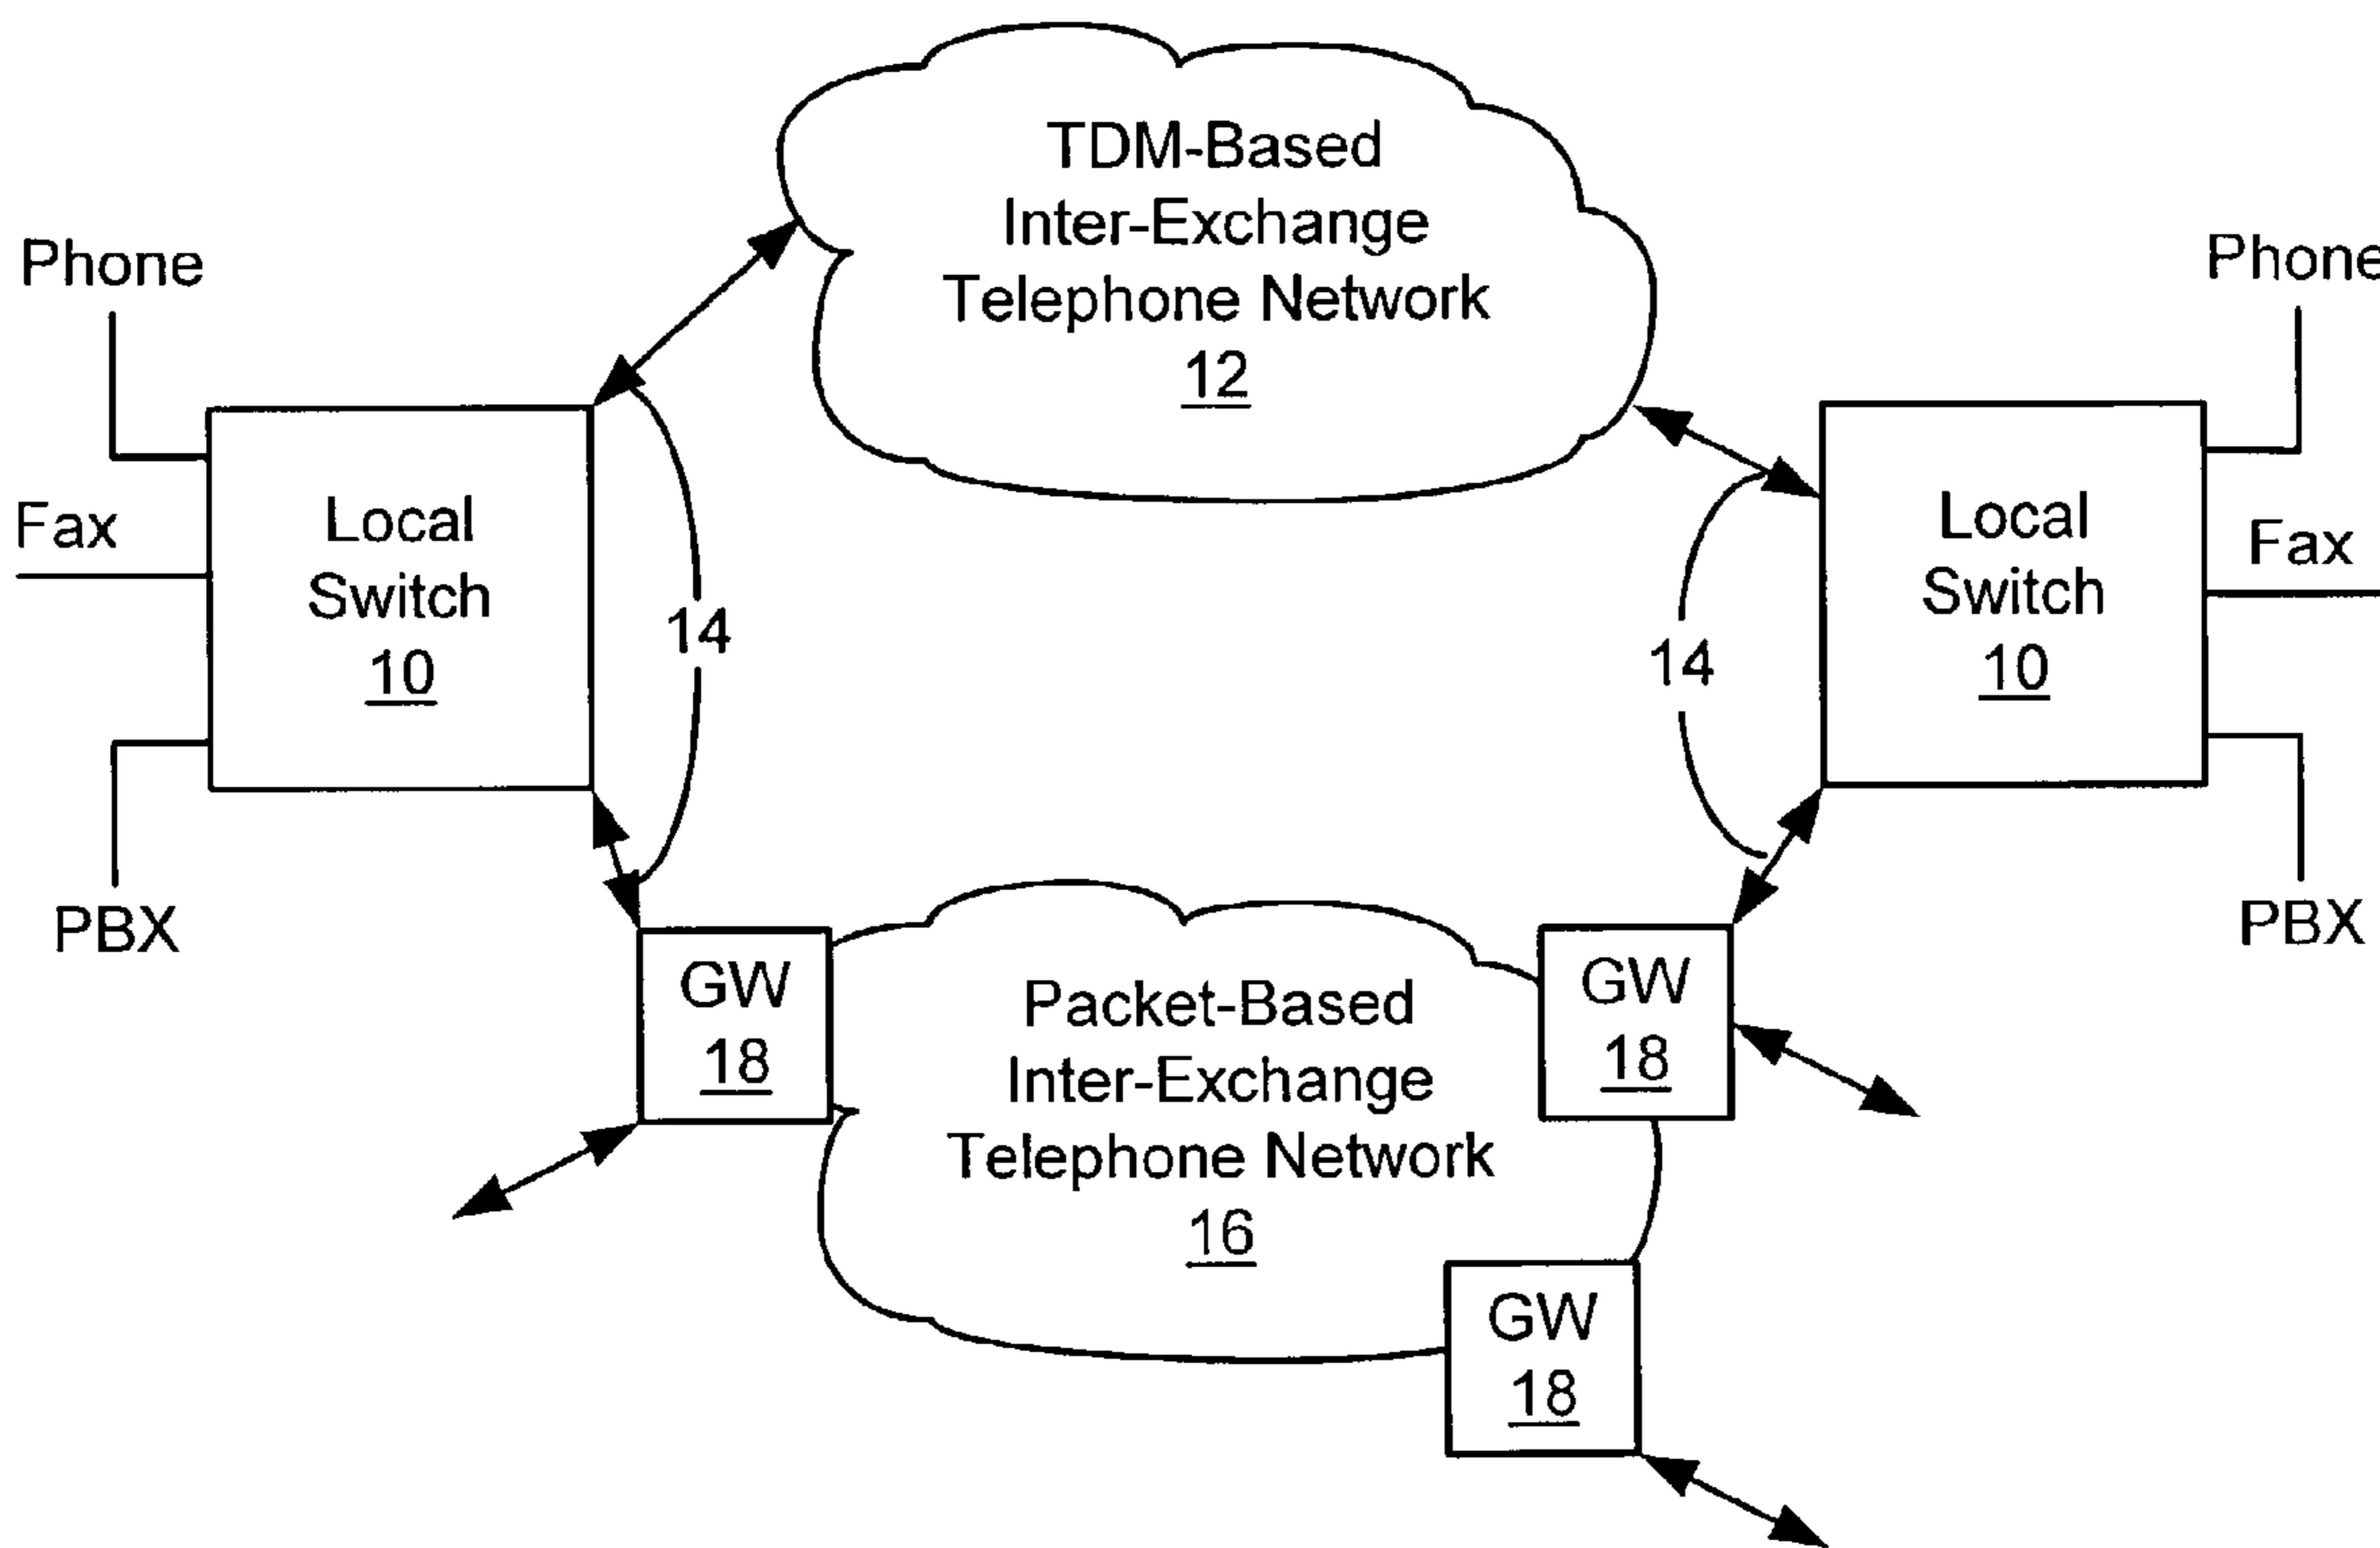 TDM-Based
Inter-Exchange
Telephone Network
12
Phone
Fax
PBX
Local
Switch
10
14
14
Local
Switch
10
Phone
Fax
PBX
GW
18
Packet-Based
Inter-Exchange
Telephone Network
16
GW
18
GW
18